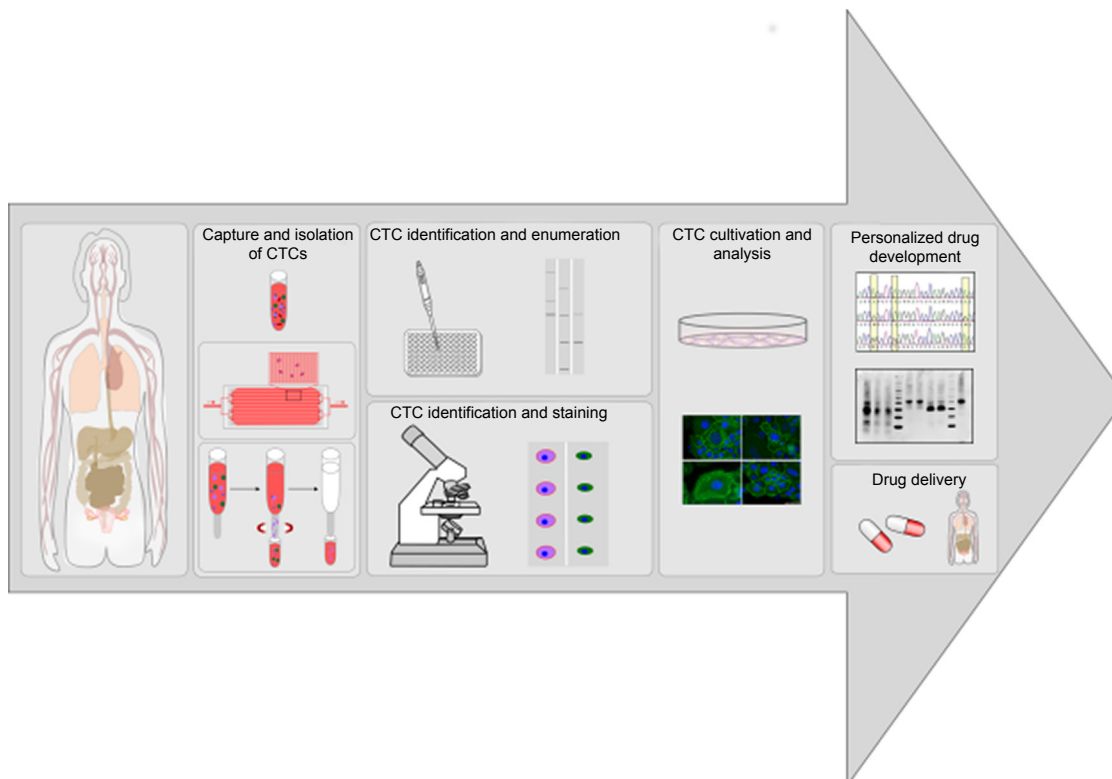 Capture and isolation
of CTCs
CTC identification and enumeration
CTC identification and staining
CTC cultivation and
analysis
Personalized drug
development
Drug delivery